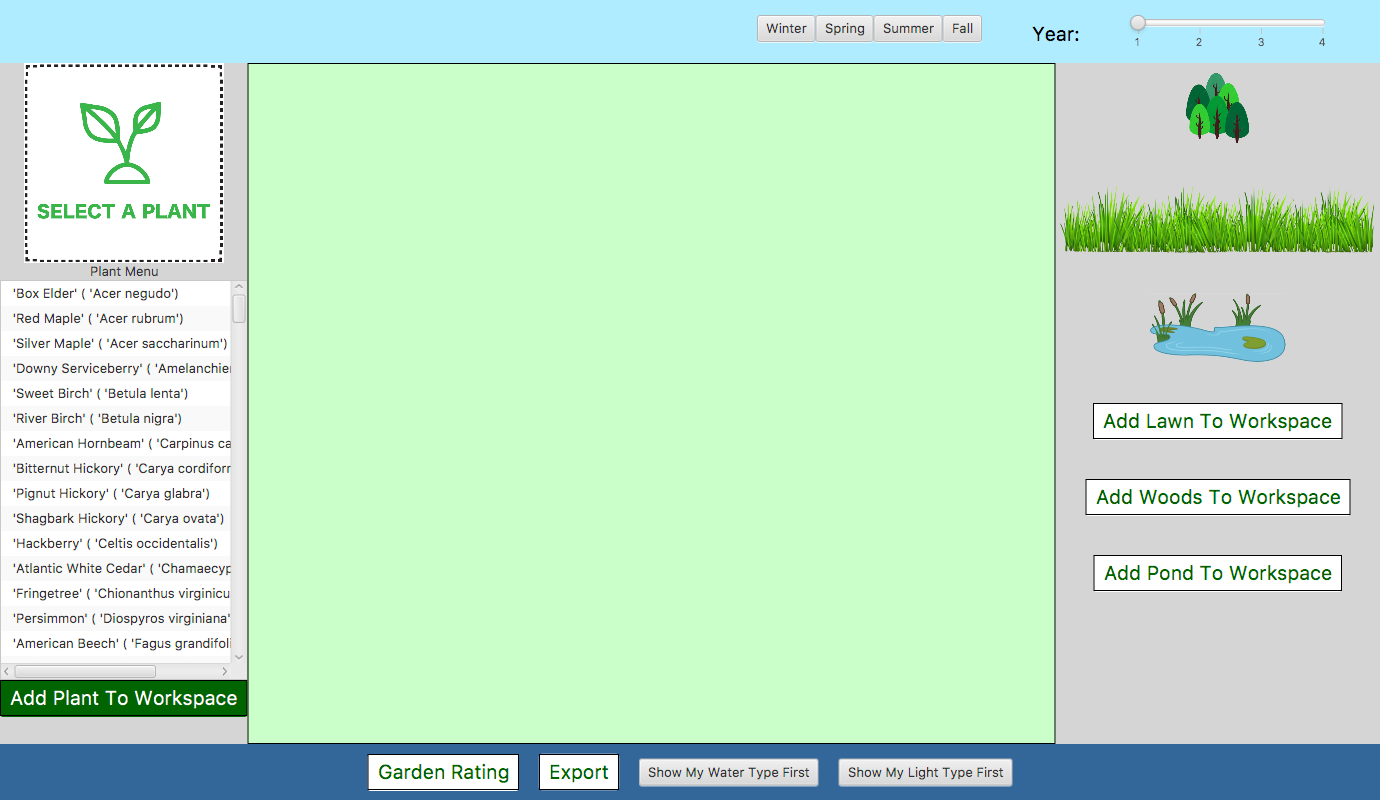 Winter Spring Summer Fall
Year:
1 2 3 4
SELECT A PLANT
Plant Menu
'Box Elder' ( 'Acer negudo')
'Red Maple' ( 'Acer rubrum')
'Silver Maple' ( 'Acer saccharinum')
'Downy Serviceberry' ( 'Amelanchier
'Sweet Birch' ( 'Betula lenta')
'River Birch' ( 'Betula nigra')
'American Hornbeam' ( 'Carpinus ca
'Bitternut Hickory' ( 'Carya cordiforn
'Pignut Hickory' ( 'Carya glabra')
'Shagbark Hickory' ( 'Carya ovata')
'Hackberry' ( 'Celtis occidentalis')
'Atlantic White Cedar' ( 'Chamaecyp
'Fringetree' ( 'Chionanthus virginicu
'Persimmon' ( 'Diospyros virginiana'
'American Beech' ( 'Fagus grandifoli
Add Plant To Workspace
Add Lawn To Workspace
Add Woods To Workspace
Add Pond To Workspace
Garden Rating
Export
Show My Water Type First
Show My Light Type First